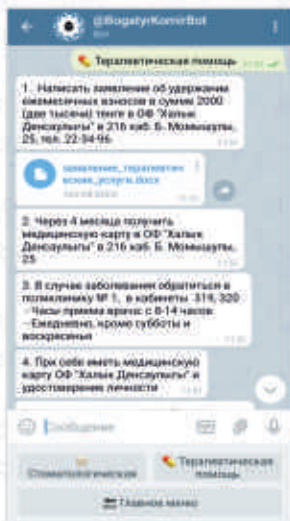 @BogatyrKomirBot
Бот
Терапевтическая помощь
1. Написать заявление об удержании
ежемесячных взносов в сумме 2000
(две тысячи) тенге в ОФ "Халык
Денсаулыгы" в 216 каб. Б. Момышулы,
25, тел. 22-34-96.
заявление_терапевтич
еские_услуги.docx
2. Через 4 месяца получить
медицинскую карту в ОФ "Халык
Денсаулыгы" в 216 каб. Б. Момышулы,
25
3. В случае заболевания обратиться в
поликлинику № 1, в кабинеты 319, 320
- Часы приема врача: с 8-14 часов
- Ежедневно, кроме субботы и
воскресенья
4. При себе иметь медицинскую
карту ОФ "Халык Денсаулыгы" и
удостоверение личности
Сообщение
Стоматологическая
Терапевтическая
помощь
Главное меню